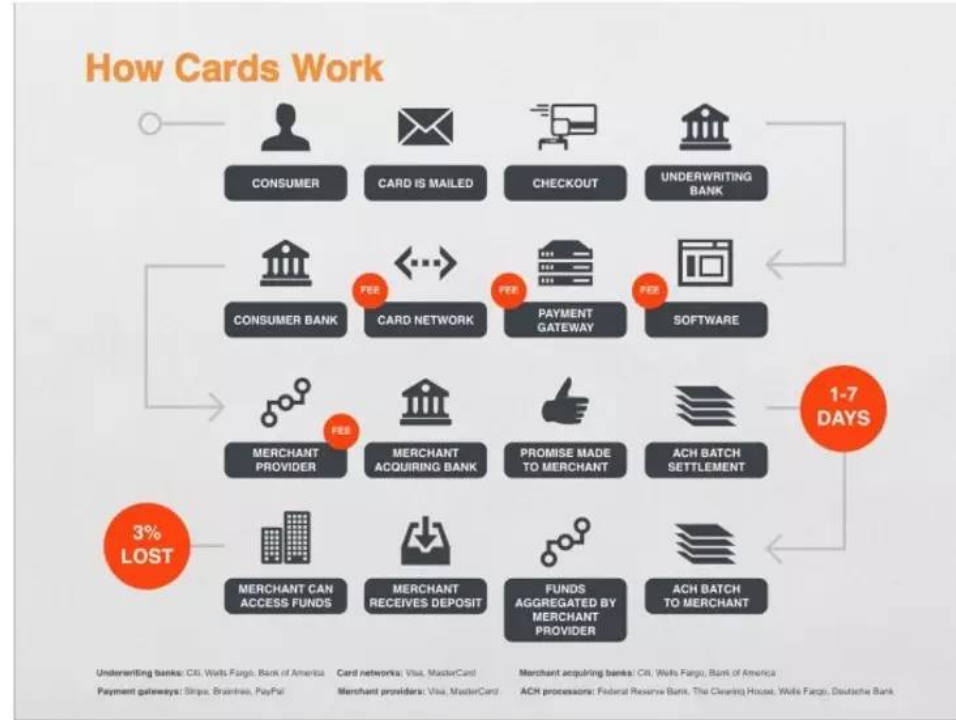 How Cards Work
CONSUMER
CARD IS MAILED
CHECKOUT
UNDERWRITING
BANK
CONSUMER BANK
FEE
CARD NETWORK
FEE
PAYMENT
GATEWAY
FEE
SOFTWARE
MERCHANT
PROVIDER
FEE
MERCHANT
ACQUIRING BANK
PROMISE MADE
TO MERCHANT
ACH BATCH
SETTLEMENT
1-7
DAYS
3%
LOST
MERCHANT CAN
ACCESS FUNDS
MERCHANT
RECEIVES DEPOSIT
FUNDS
AGGREGATED BY
MERCHANT
PROVIDER
ACH BATCH
TO MERCHANT
Underwriting banks: Citi, Wells Fargo, Bank of America Card networks: Visa, MasterCard Merchant acquiring banks: Citi, Wells Fargo, Bank of America
Payment gateways: Stripe, Braintree, PayPal Merchant providers: Visa, MasterCard ACH processors: Federal Reserve Bank, The Clearing House, Wells Fargo, Deutsche Bank